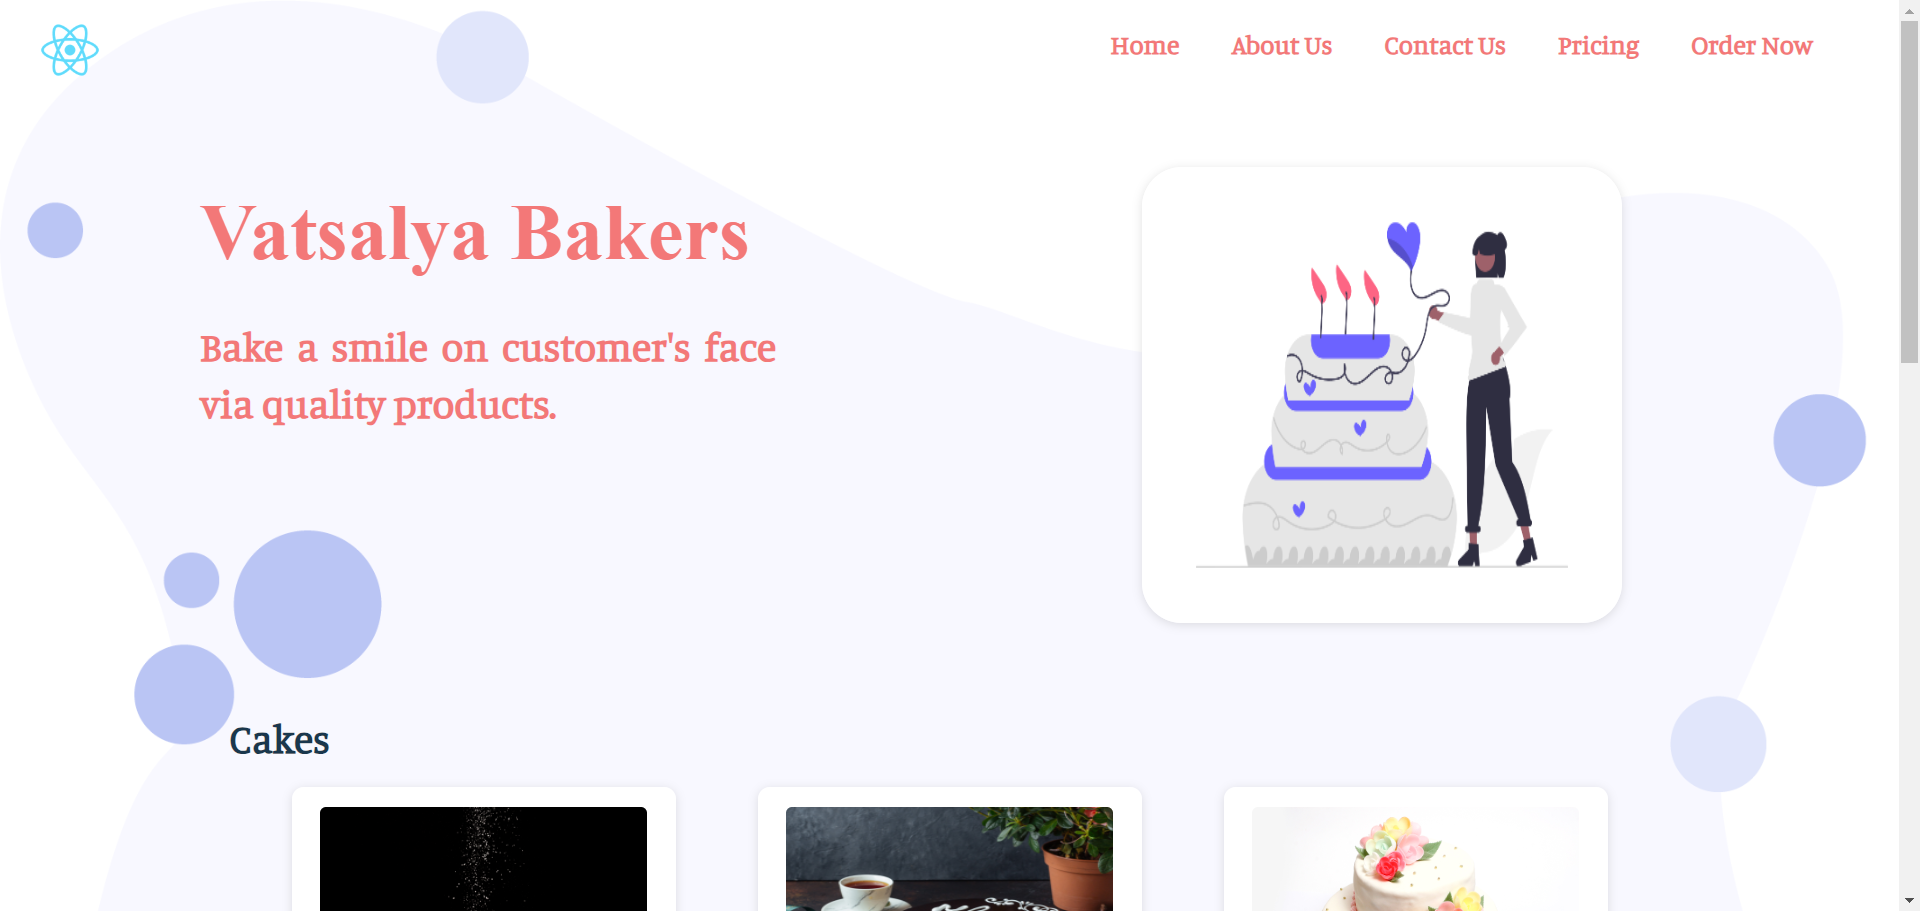 Home About Us Contact Us Pricing Order Now
Vatsalya Bakers
Bake a smile on customer's face
via quality products.
Cakes